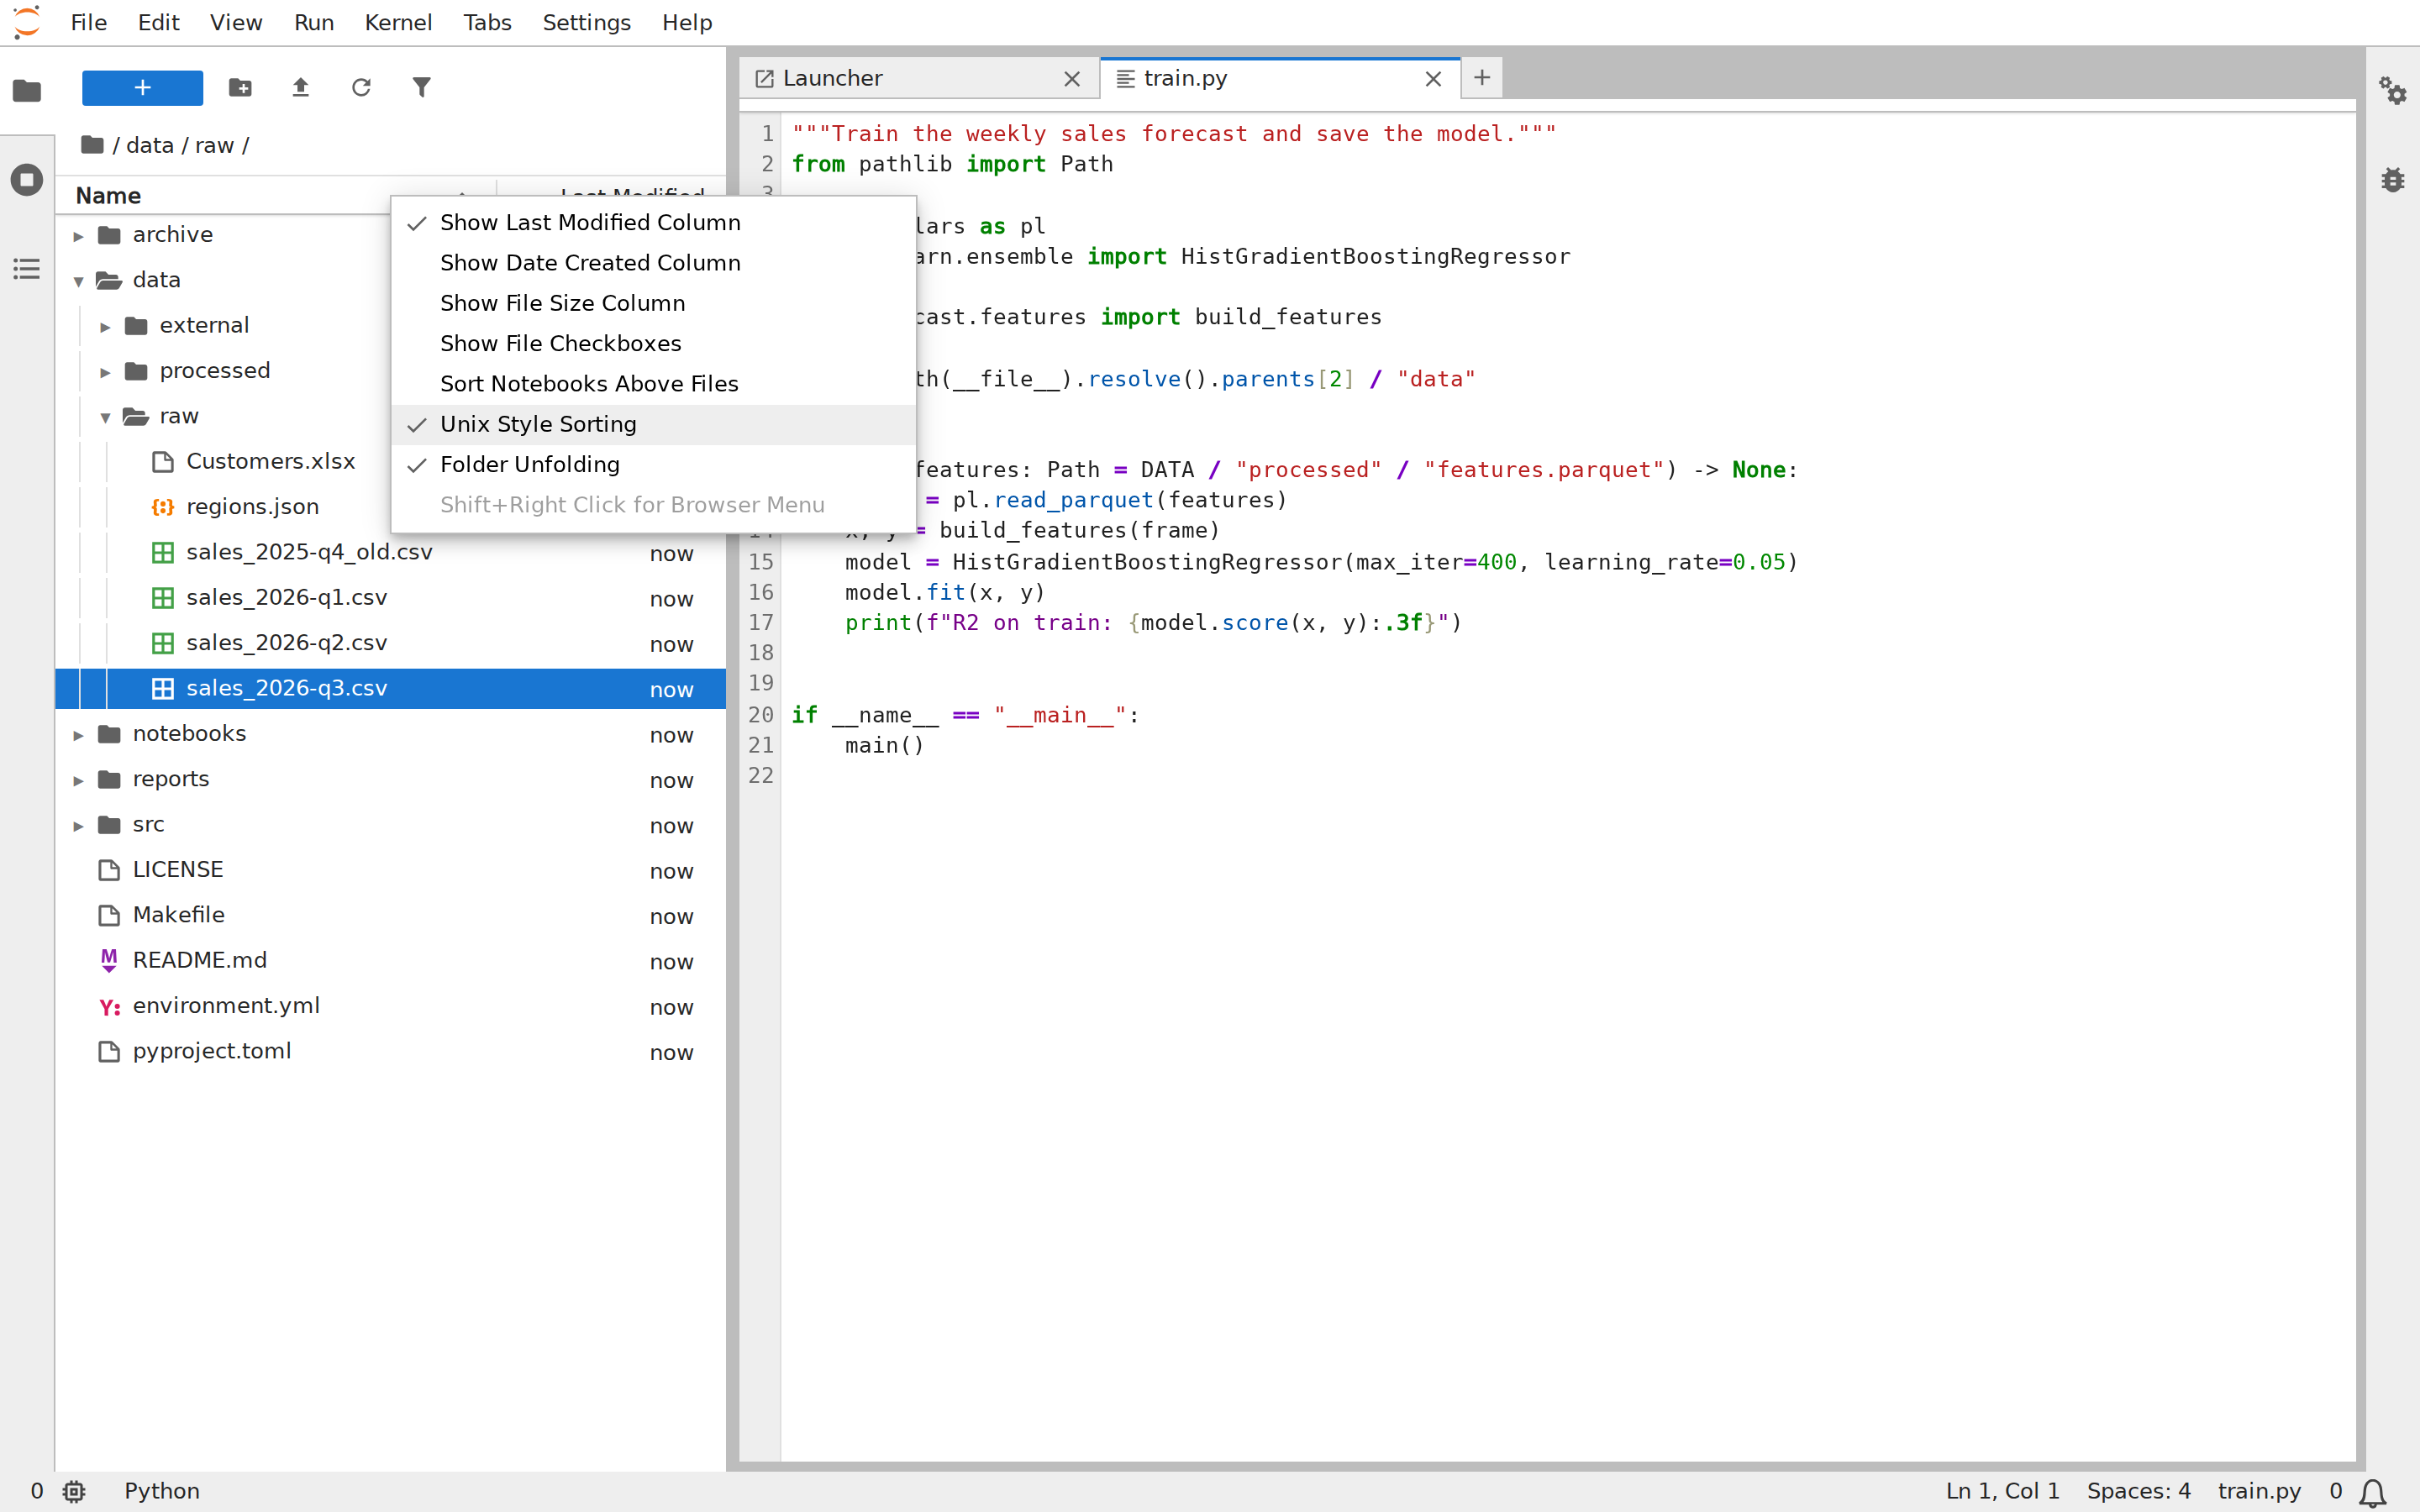 File Edit View Run Kernel Tabs Settings Help
/ data / raw /
Name
archive
data
external
processed
raw
Customers.xlsx
regions.json
sales_2025-q4_old.csv now
sales_2026-q1.csv now
sales_2026-q2.csv now
sales_2026-q3.csv now
notebooks now
reports now
src now
LICENSE now
Makefile now
README.md now
environment.yml now
pyproject.toml now
Show Last Modified Column
Show Date Created Column
Show File Size Column
Show File Checkboxes
Sort Notebooks Above Files
Unix Style Sorting
Folder Unfolding
Shift+Right Click for Browser Menu
Launcher
train.py
1 """Train the weekly sales forecast and save the model."""
2 from pathlib import Path
as pl
import HistGradientBoostingRegressor
import build_features
(__file__).resolve().parents[2] / "data"
features: Path = DATA / "processed" / "features.parquet") -> None:
= pl.read_parquet(features)
= build_features(frame)
15 model = HistGradientBoostingRegressor(max_iter=400, learning_rate=0.05)
16 model.fit(x, y)
17 print(f"R2 on train: {model.score(x, y):.3f}")
18
19
20 if __name__ == "__main__":
21 main()
22
0 Python
Ln 1, Col 1 Spaces: 4 train.py 0